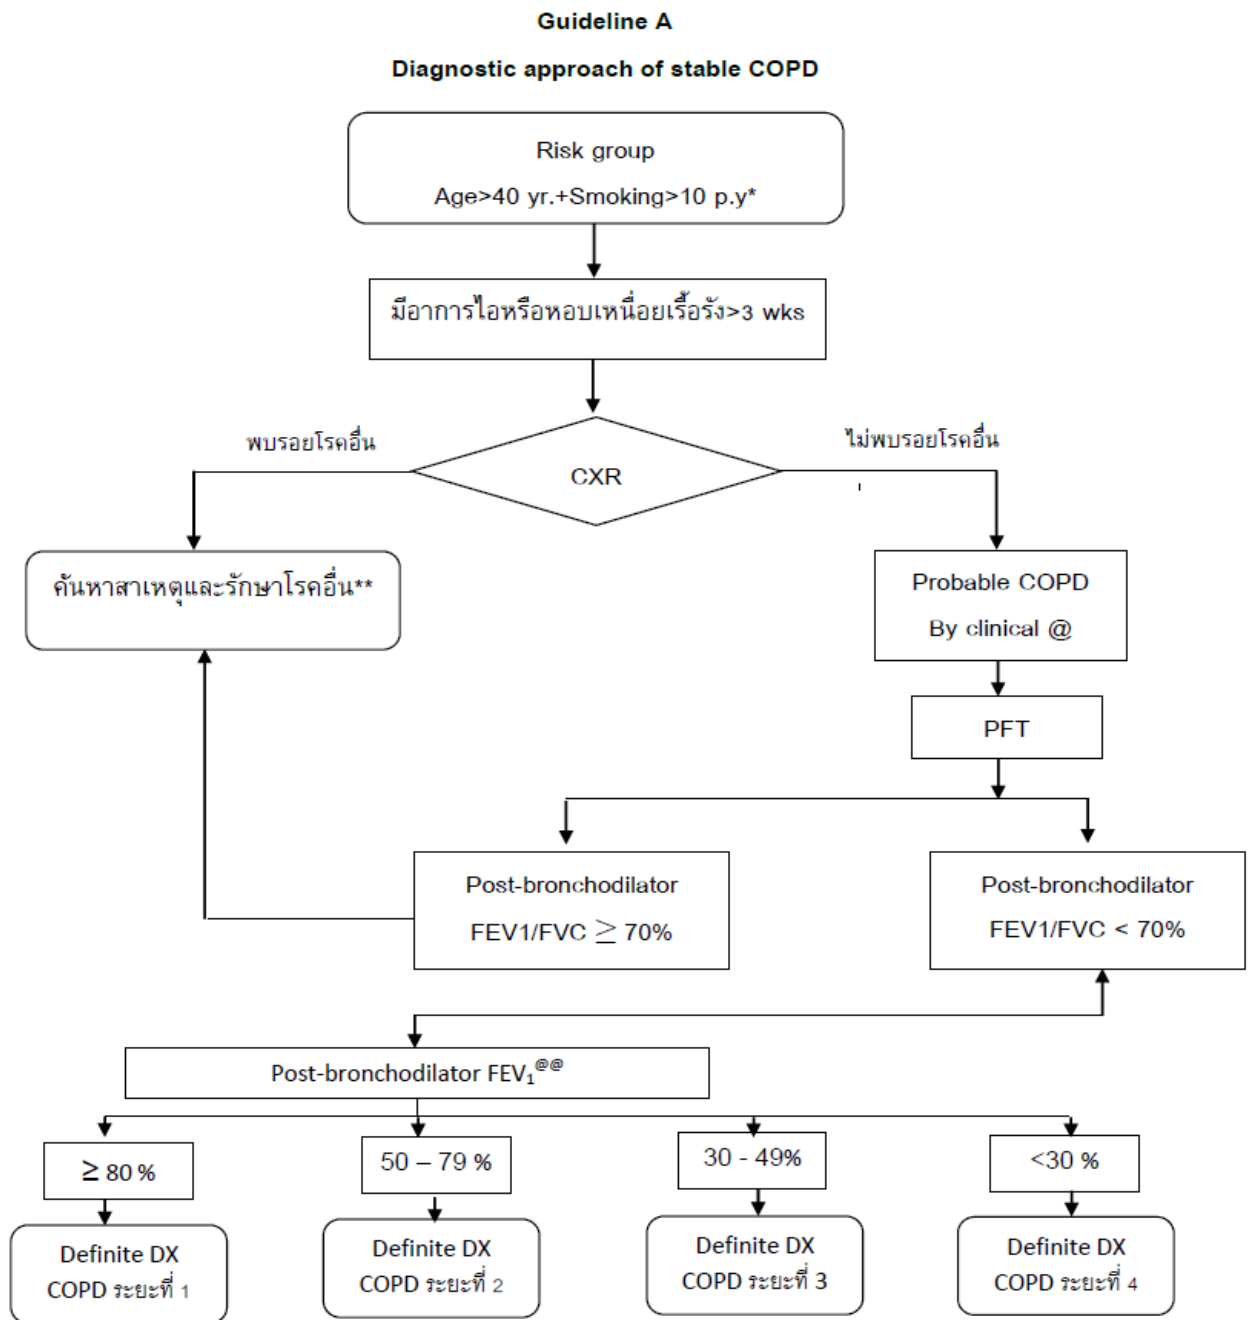 Guideline A
Diagnostic approach of stable COPD
Risk group
Age>40 yr.+Smoking>10 p.y*
มีอาการไอหรือหอบเหนื่อยเรื้อรัง>3 wks
พบรอยโรคอื่น
ไม่พบรอยโรคอื่น
CXR
ค้นหาสาเหตุและรักษาโรคอื่น**
Probable COPD
By clinical @
PFT
Post-bronchodilator
FEV1/FVC ≥ 70%
Post-bronchodilator
FEV1/FVC < 70%
Post-bronchodilator FEV₁@@
≥ 80 %
50 – 79 %
30 - 49%
<30 %
Definite DX
COPD ระยะที่ 1
Definite DX
COPD ระยะที่ 2
Definite DX
COPD ระยะที่ 3
Definite DX
COPD ระยะที่ 4